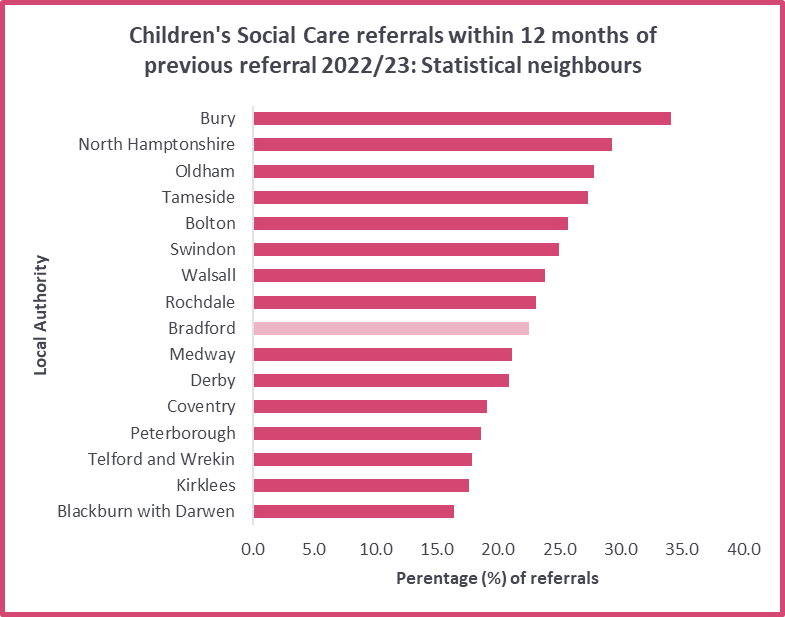 Children's Social Care referrals within 12 months of
previous referral 2022/23: Statistical neighbours
Local Authority
Bury
North Hamptonshire
Oldham
Tameside
Bolton
Swindon
Walsall
Rochdale
Bradford
Medway
Derby
Coventry
Peterborough
Telford and Wrekin
Kirklees
Blackburn with Darwen
0.0 5.0 10.0 15.0 20.0 25.0 30.0 35.0 40.0
Perentage (%) of referrals